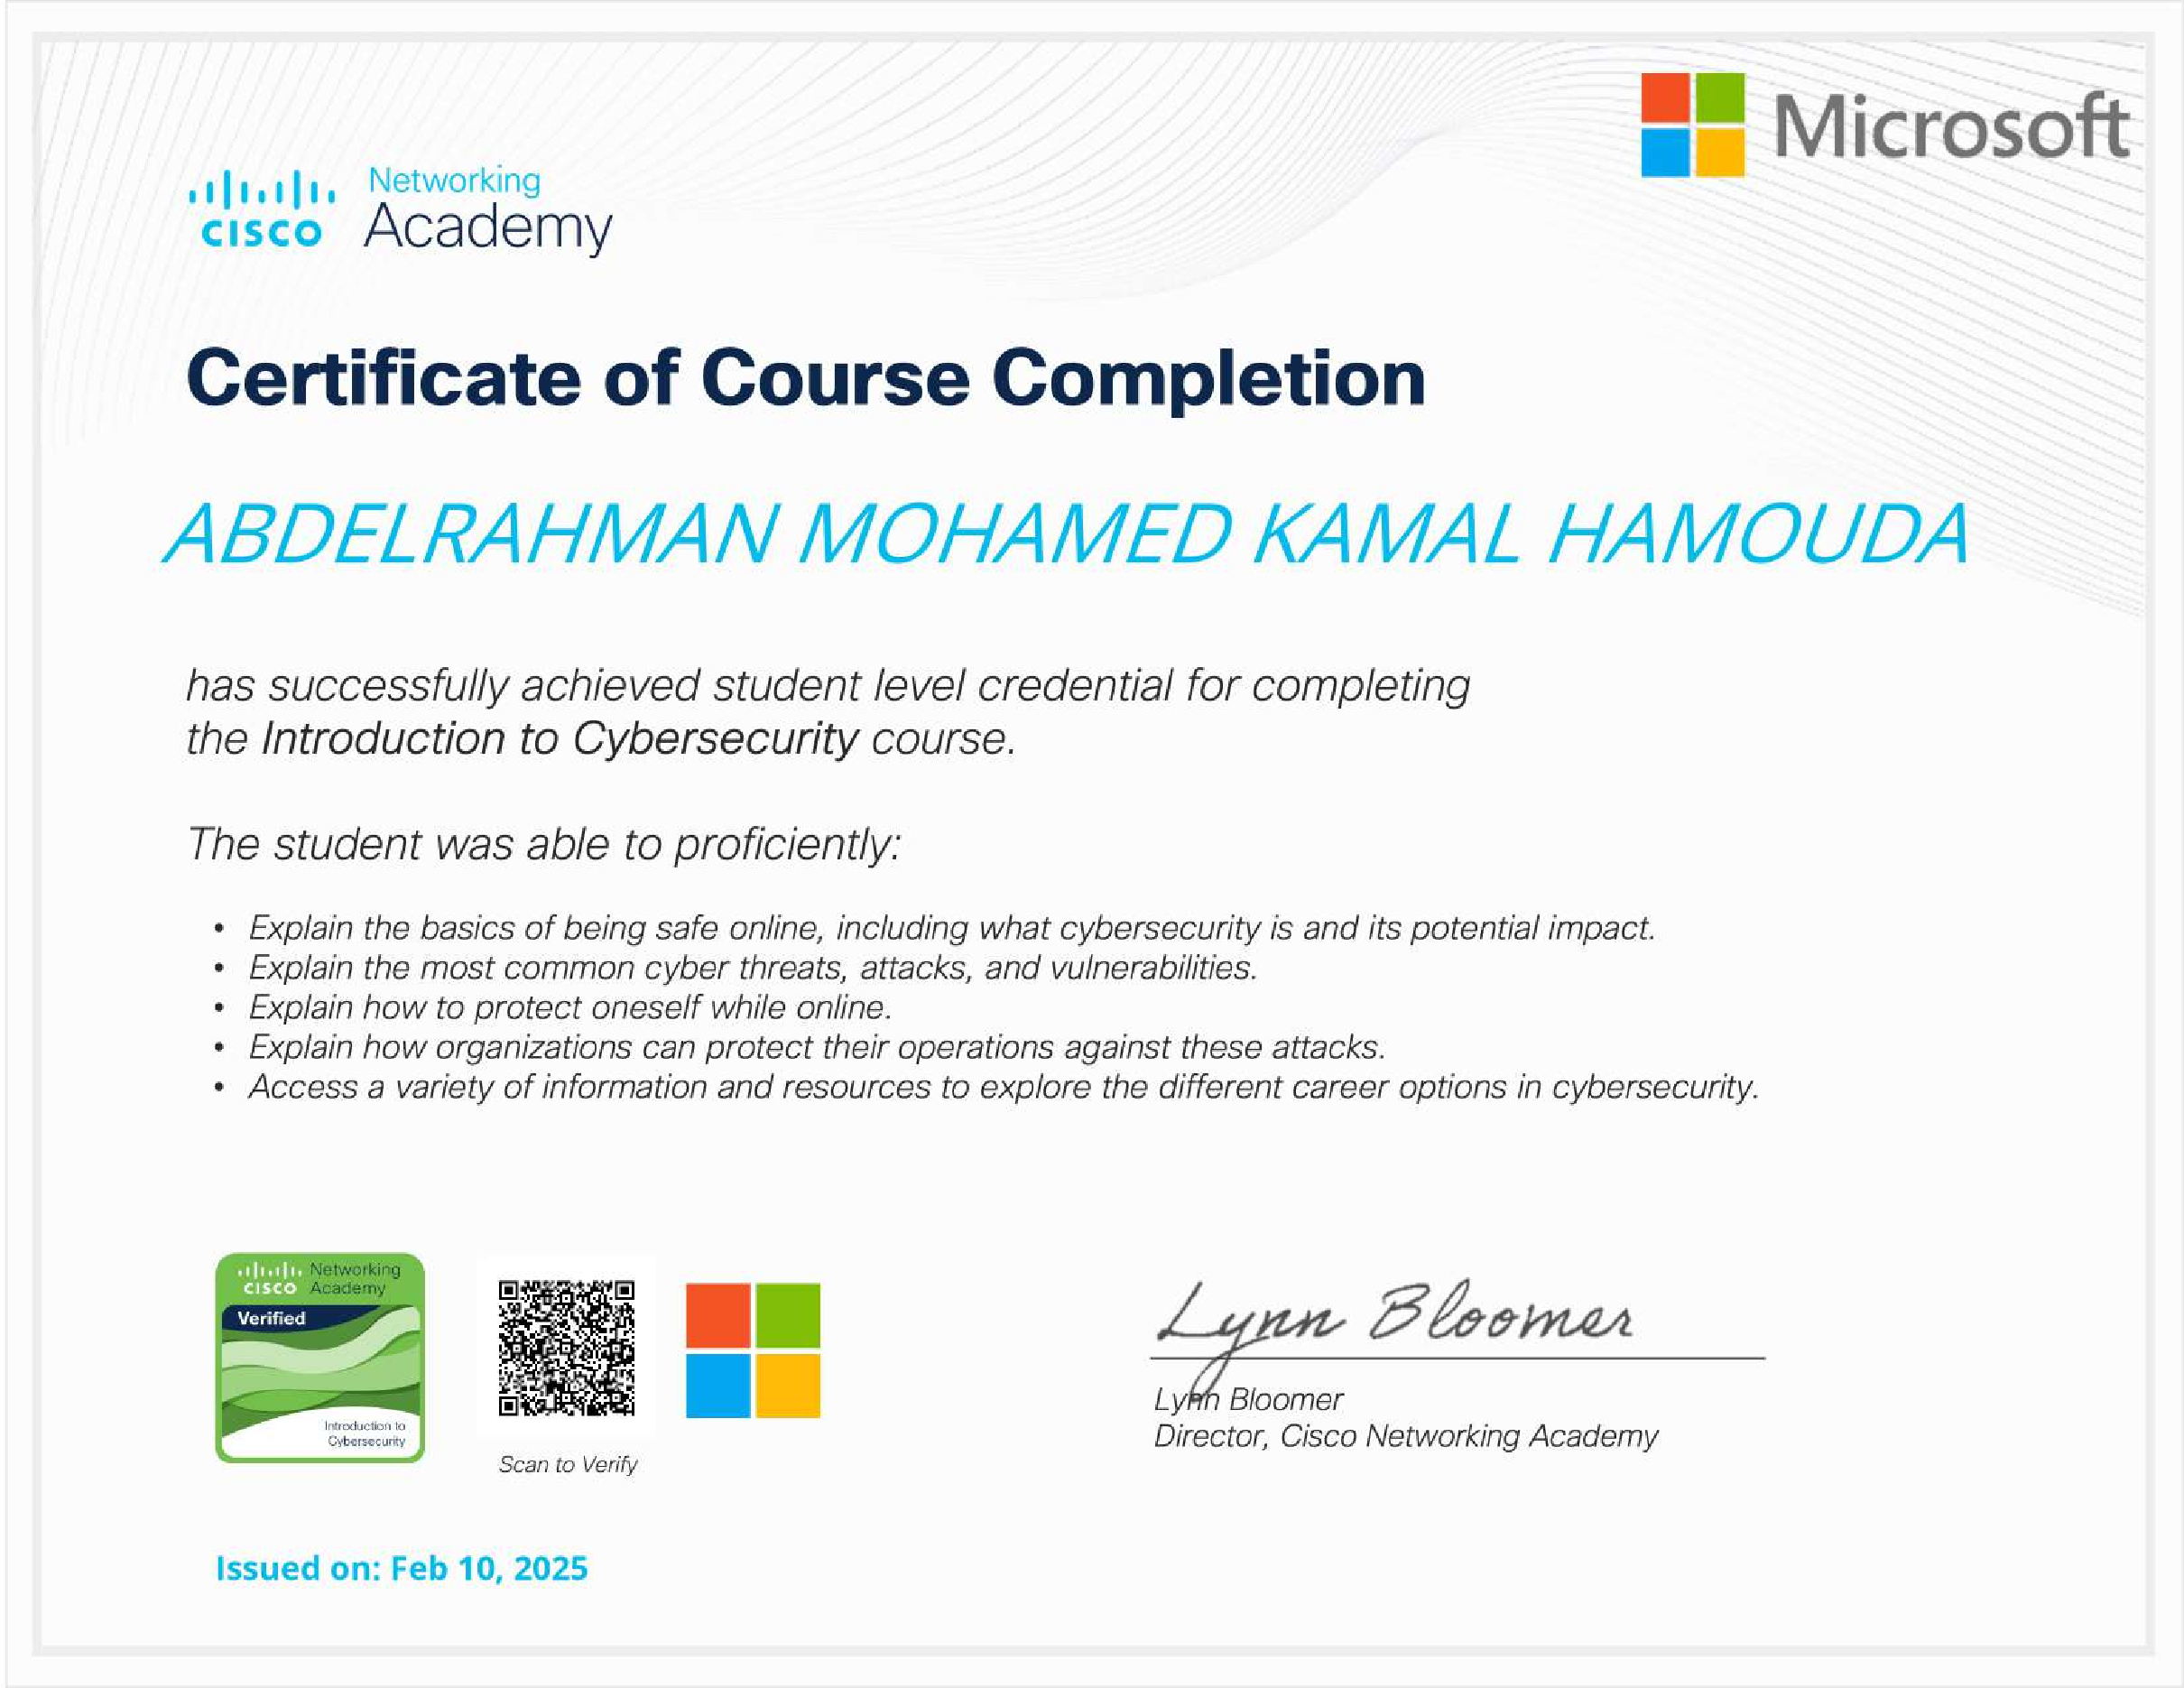 Microsoft
Networking
CISCO Academy
Certificate of Course Completion
ABDELRAHMAN MOHAMED KAMAL HAMOUDA
has successfully achieved student level credential for completing
the Introduction to Cybersecurity course.
The student was able to proficiently:
• Explain the basics of being safe online, including what cybersecurity is and its potential impact.
• Explain the most common cyber threats, attacks, and vulnerabilities.
• Explain how to protect oneself while online.
• Explain how organizations can protect their operations against these attacks.
• Access a variety of information and resources to explore the different career options in cybersecurity.
Networking
CISCO Academy
Verified
Introduction to
Cybersecurity
Scan to Verify
Lynn Bloomer
Lynn Bloomer
Director, Cisco Networking Academy
Issued on: Feb 10, 2025